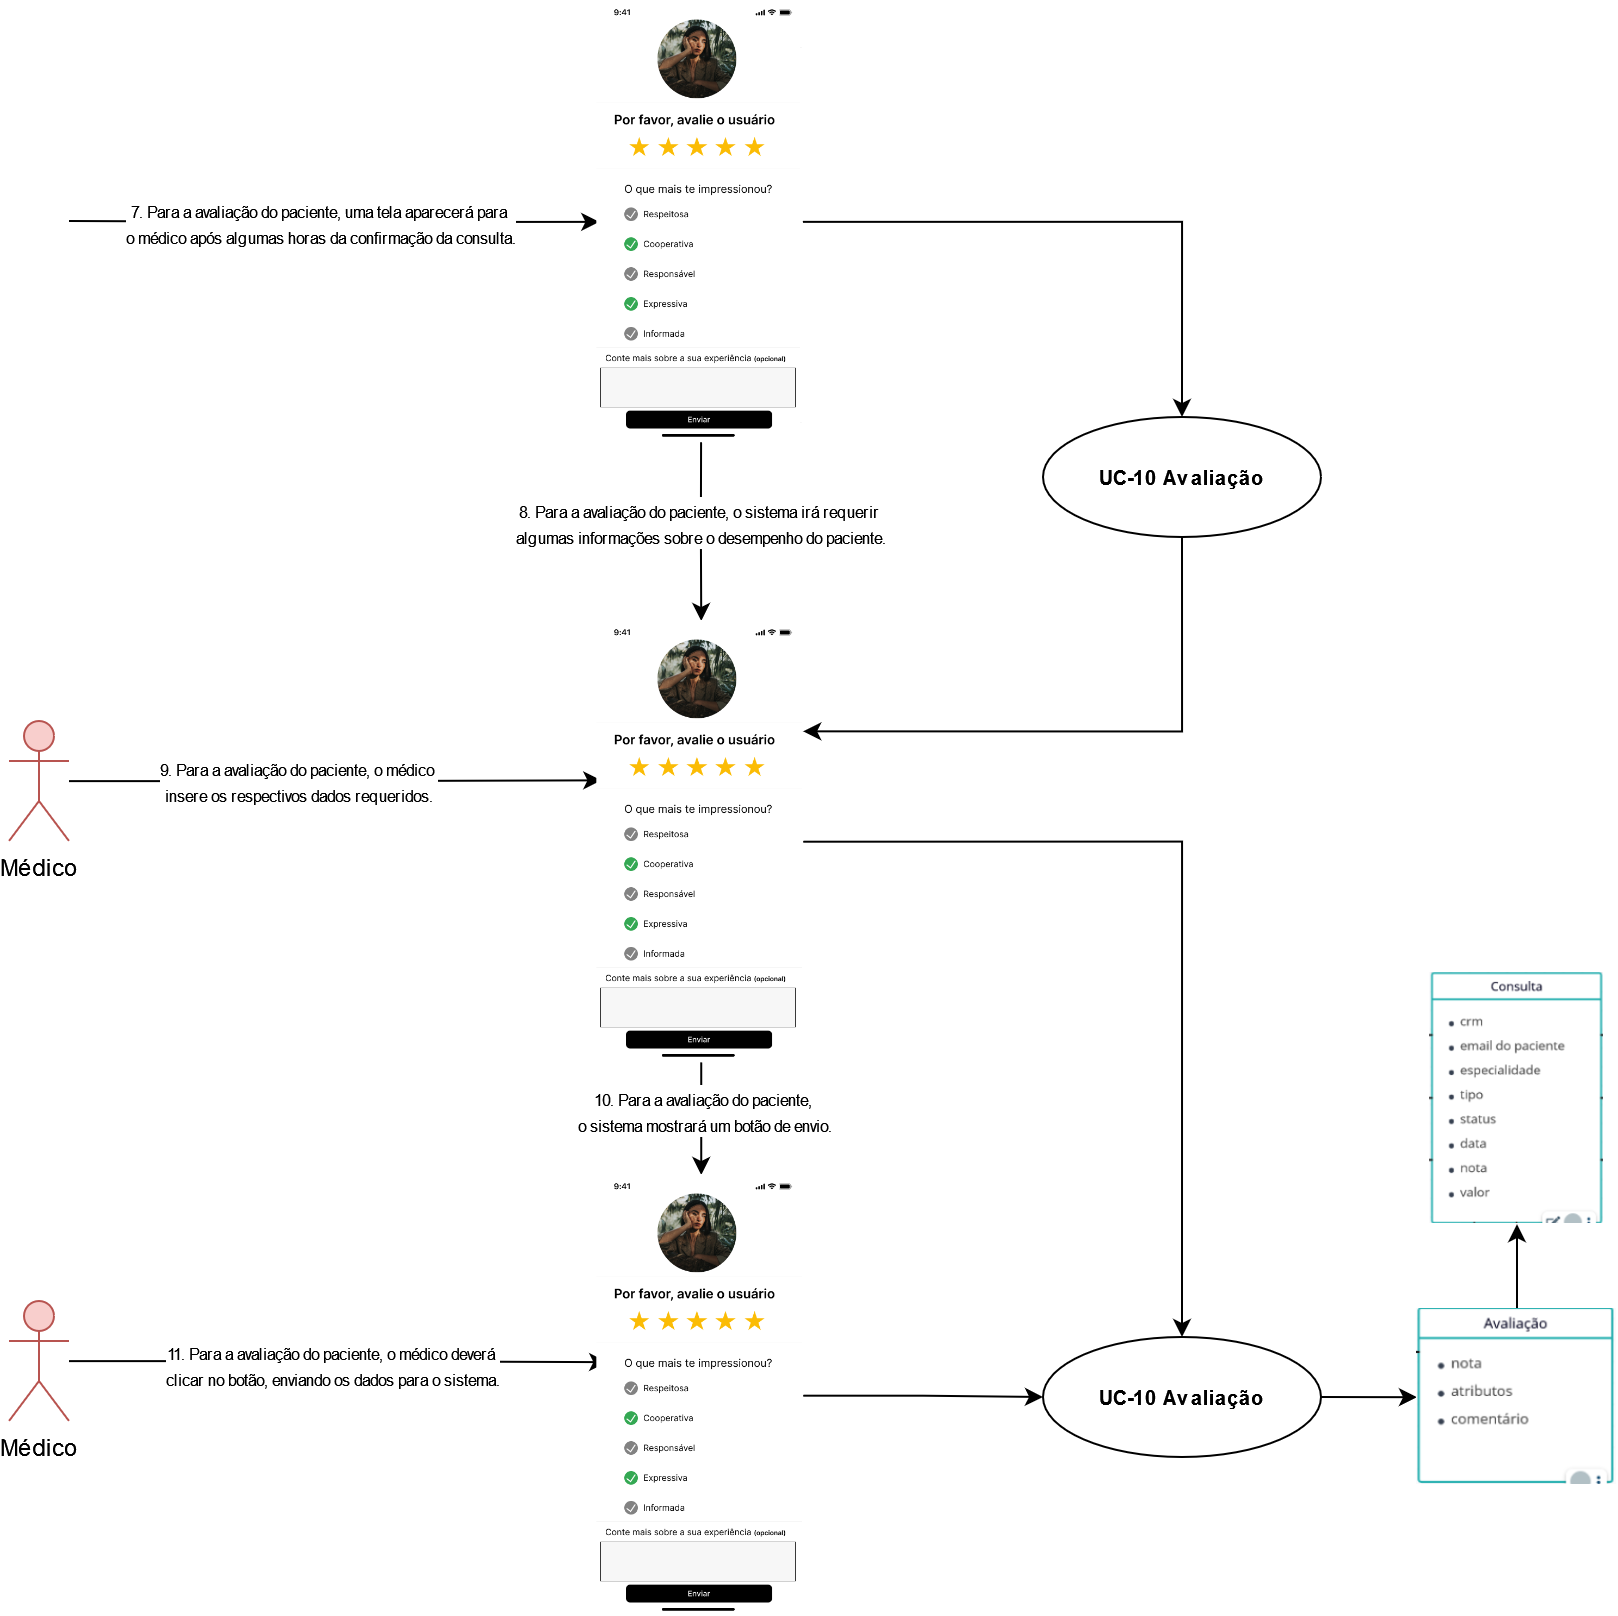 9:41
Por favor, avalie o usuário
O que mais te impressionou?
7. Para a avaliação do paciente, uma tela aparecerá para
o médico após algumas horas da confirmação da consulta.
Respeitosa
Cooperativa
Responsável
Expressiva
Informada
Conte mais sobre a sua experiência (opcional)
Enviar
UC-10 Avaliação
8. Para a avaliação do paciente, o sistema irá requerir
algumas informações sobre o desempenho do paciente.
9:41
Por favor, avalie o usuário
9. Para a avaliação do paciente, o médico
insere os respectivos dados requeridos.
Médico
O que mais te impressionou?
Respeitosa
Cooperativa
Responsável
Expressiva
Informada
Conte mais sobre a sua experiência (opcional)
Enviar
Consulta
crm
email do paciente
especialidade
tipo
status
data
nota
valor
10. Para a avaliação do paciente,
o sistema mostrará um botão de envio.
9:41
Por favor, avalie o usuário
11. Para a avaliação do paciente, o médico deverá
clicar no botão, enviando os dados para o sistema.
Médico
O que mais te impressionou?
Respeitosa
Cooperativa
Responsável
Expressiva
Informada
Conte mais sobre a sua experiência (opcional)
Enviar
UC-10 Avaliação
Avaliação
nota
atributos
comentário